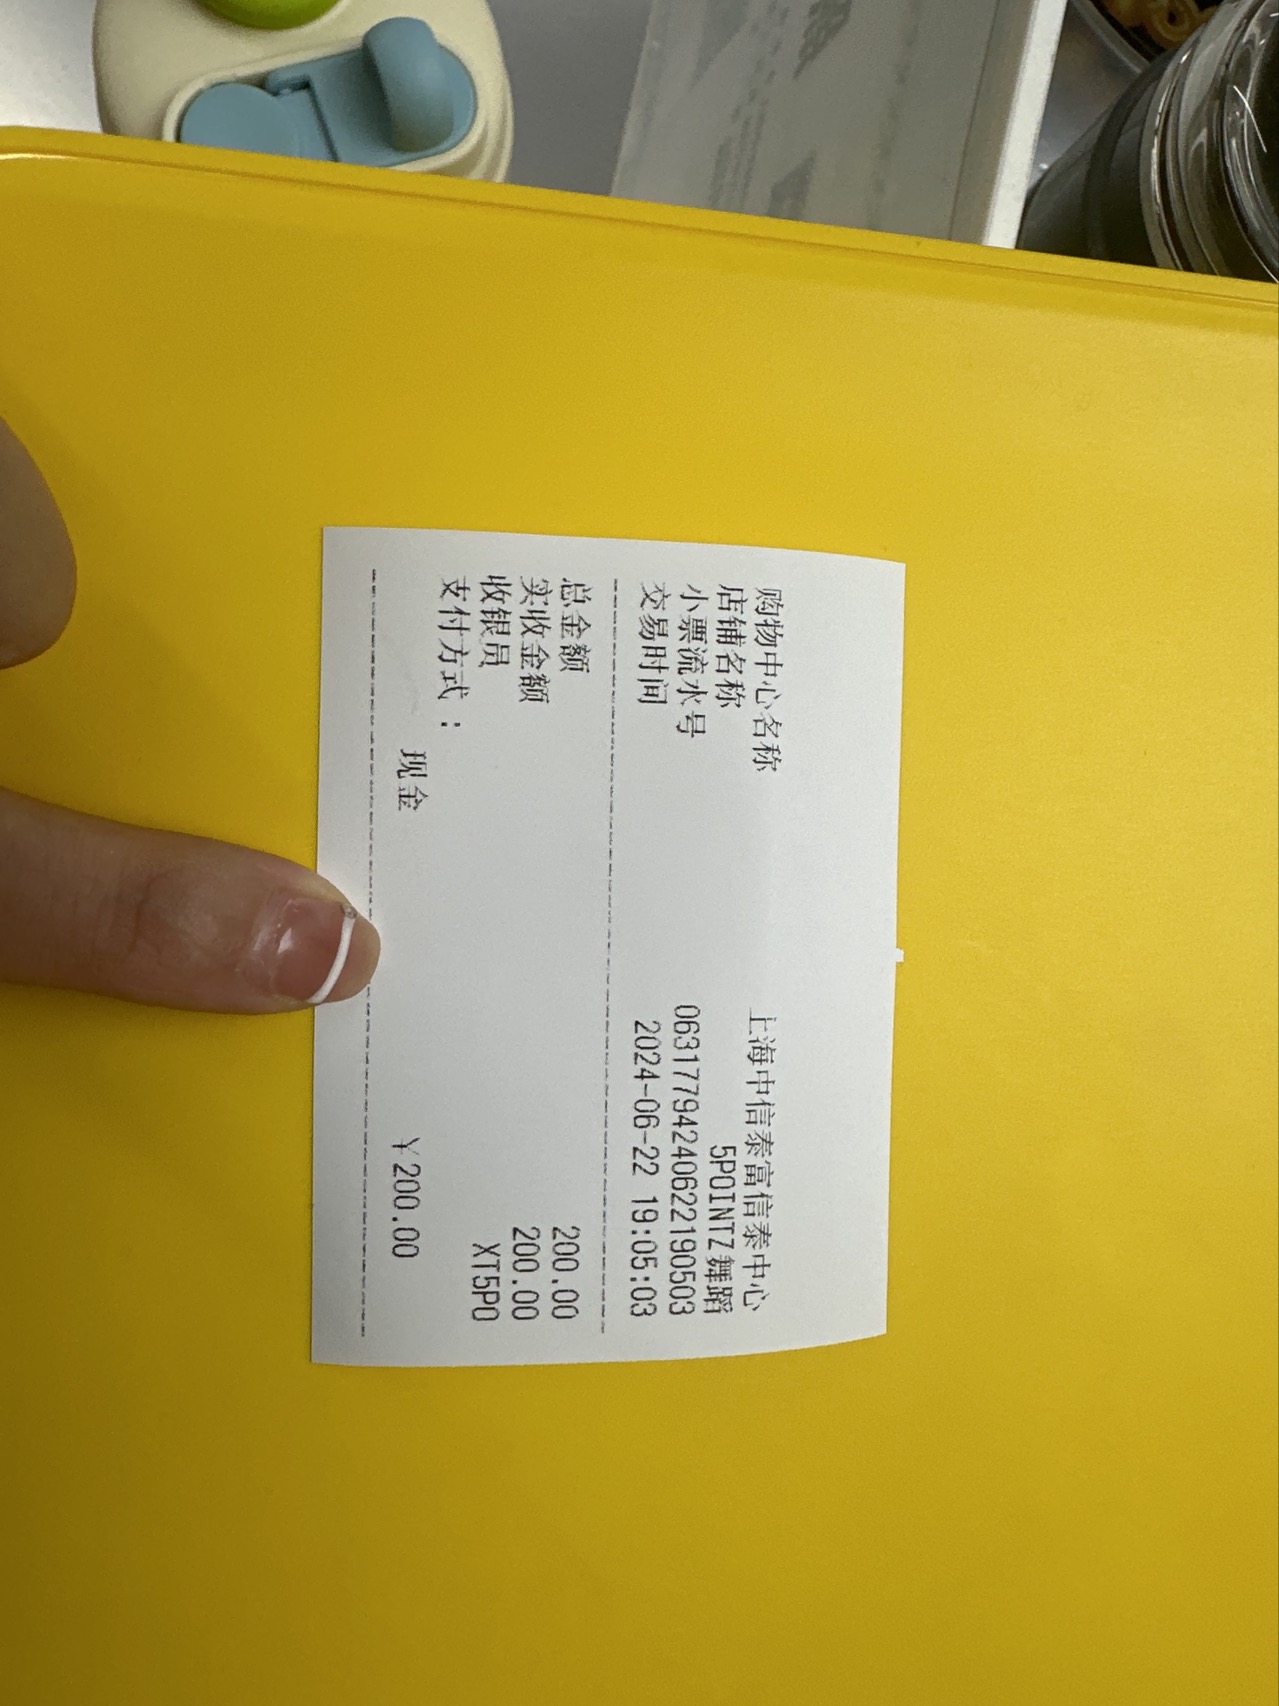 购物中心名称 上海中信泰富信泰中心
店铺名称 5POINTZ舞蹈
小票流水号 0631779424062219050​3
交易时间 2024-06-22 19:05:03
总金额 200.00
实收金额 200.00
收银员 XT5PO
支付方式：
现金 ￥200.00